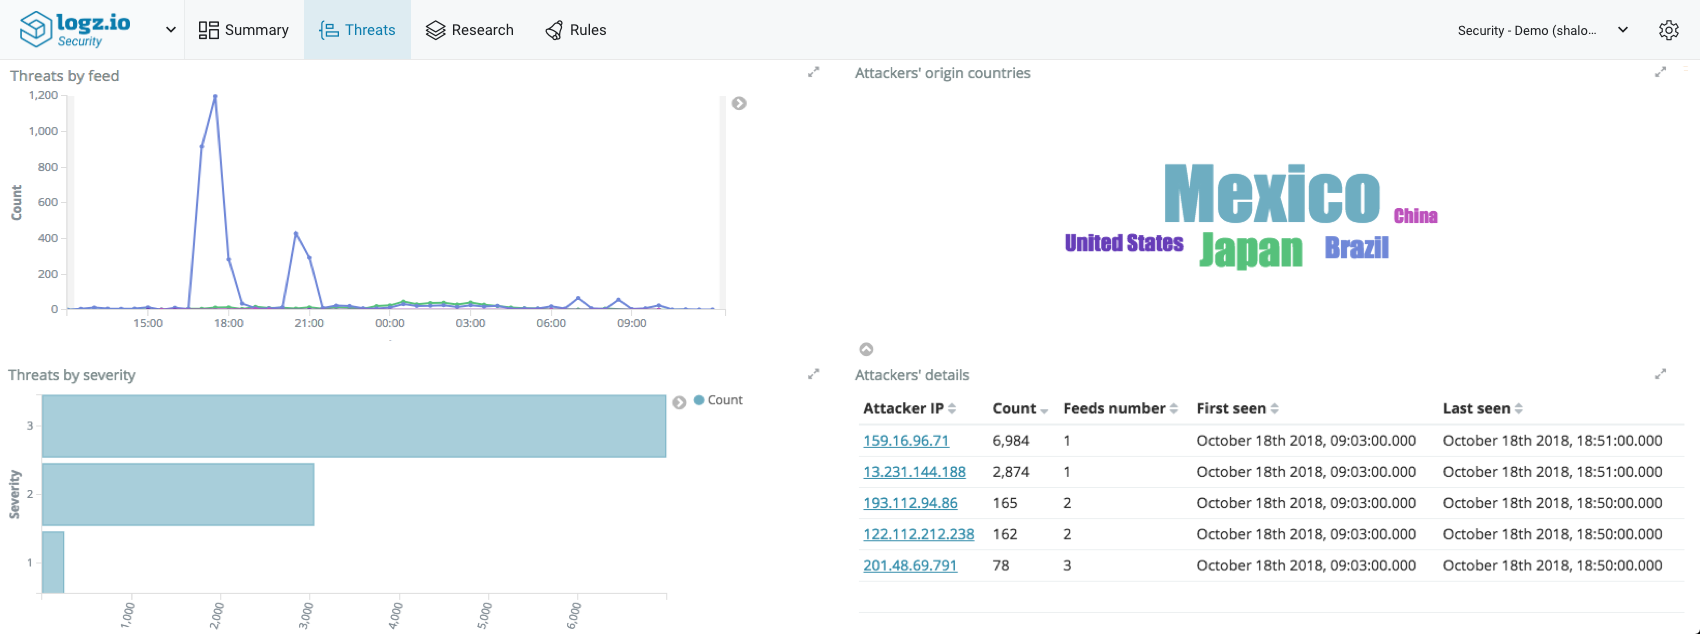 logz.io
Security
Summary
Threats
Research
Rules
Security - Demo (shalo...
Threats by feed
1,200
1,000
800
600
400
200
0
Count
15:00
18:00
21:00
00:00
03:00
06:00
09:00
Attackers' origin countries
Mexico
China
United States
Japan
Brazil
Threats by severity
Count
3
2
1
Severity
1,000
2,000
3,000
4,000
5,000
6,000
Attackers' details
Attacker IP Count Feeds number First seen Last seen
159.16.96.71 6,984 1 October 18th 2018, 09:03:00.000 October 18th 2018, 18:51:00.000
13.231.144.188 2,874 1 October 18th 2018, 09:03:00.000 October 18th 2018, 18:51:00.000
193.112.94.86 165 2 October 18th 2018, 09:03:00.000 October 18th 2018, 18:50:00.000
122.112.212.238 162 2 October 18th 2018, 09:03:00.000 October 18th 2018, 18:50:00.000
201.48.69.791 78 3 October 18th 2018, 09:03:00.000 October 18th 2018, 18:50:00.000